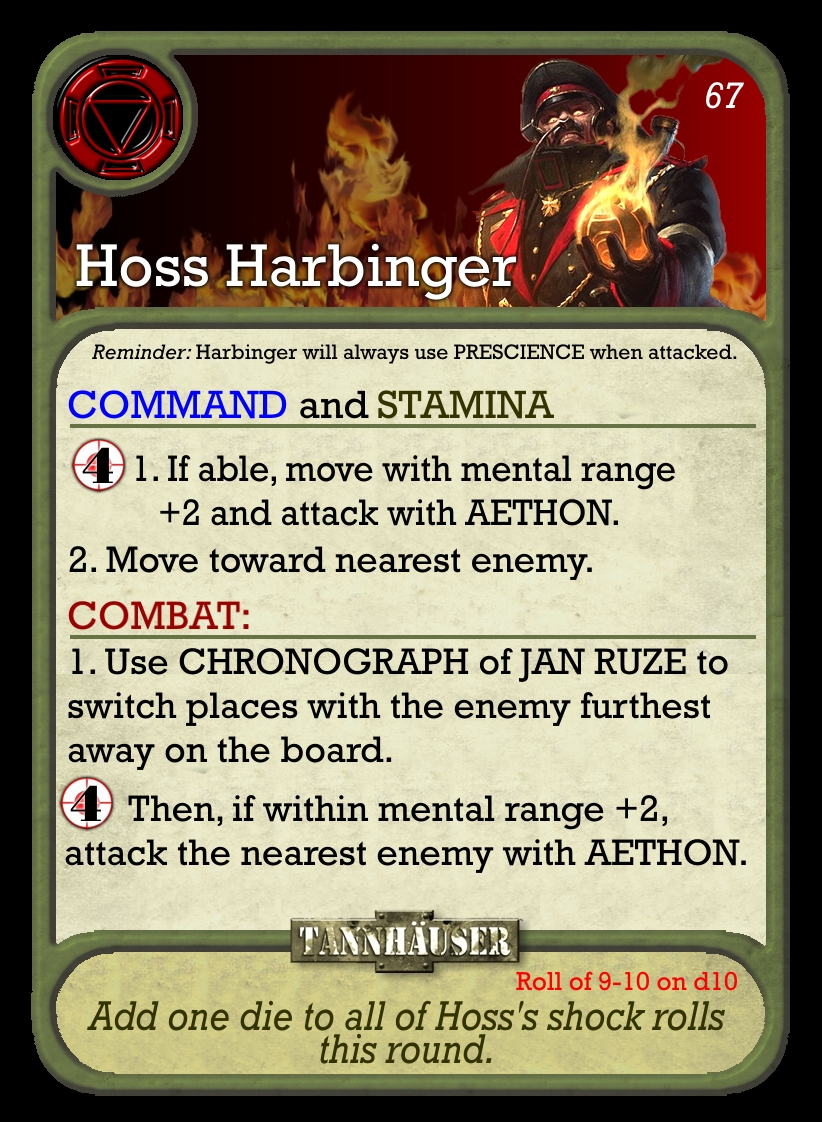 67
Hoss Harbinger
Reminder: Harbinger will always use PRESCIENCE when attacked.
COMMAND and STAMINA
4 1. If able, move with mental range
+2 and attack with AETHON.
2. Move toward nearest enemy.
COMBAT:
1. Use CHRONOGRAPH of JAN RUZE to
switch places with the enemy furthest
away on the board.
4 Then, if within mental range +2,
attack the nearest enemy with AETHON.
TANNHÄUSER
Roll of 9-10 on d10
Add one die to all of Hoss's shock rolls
this round.